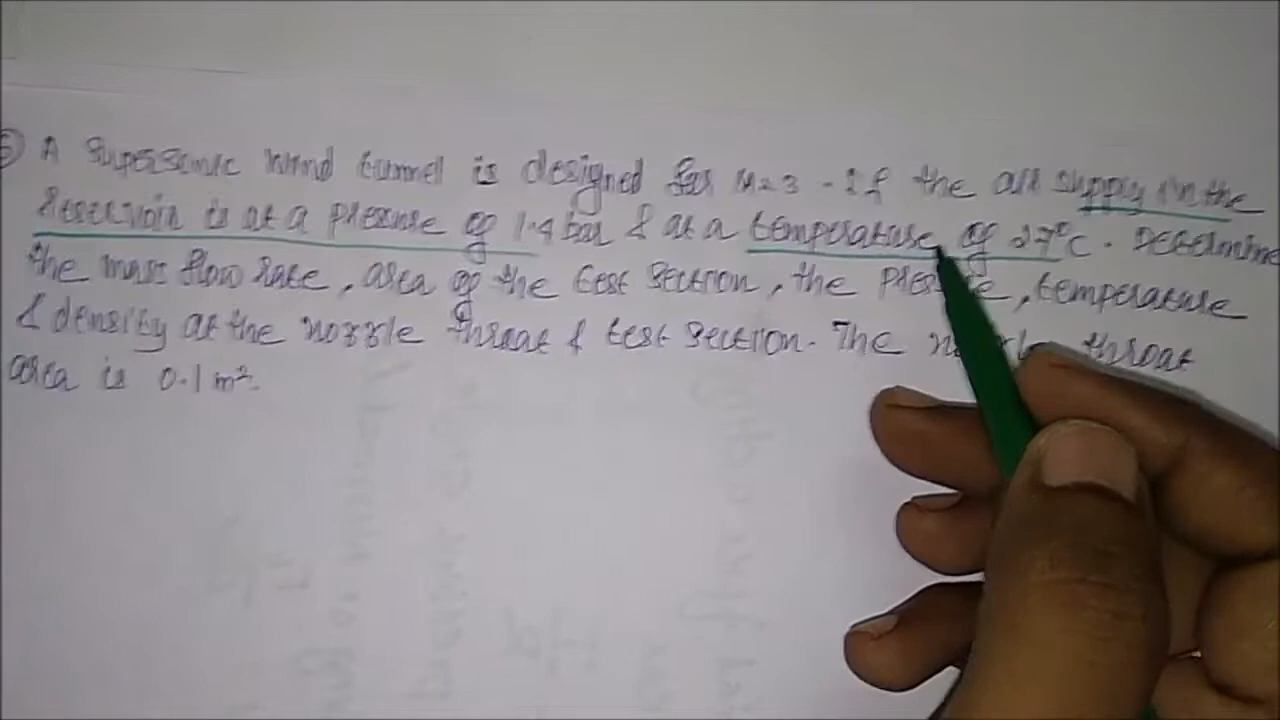 5) A supersonic wind tunnel is designed for M = 3. If the air supply in the
reservoir is at a pressure of 1.4 bar & at a temperature of 27°C. Determine
the mass flow rate, area of the test section, the pressure, temperature
& density at the nozzle throat & test section. The nozzle throat
area is 0.1 m².